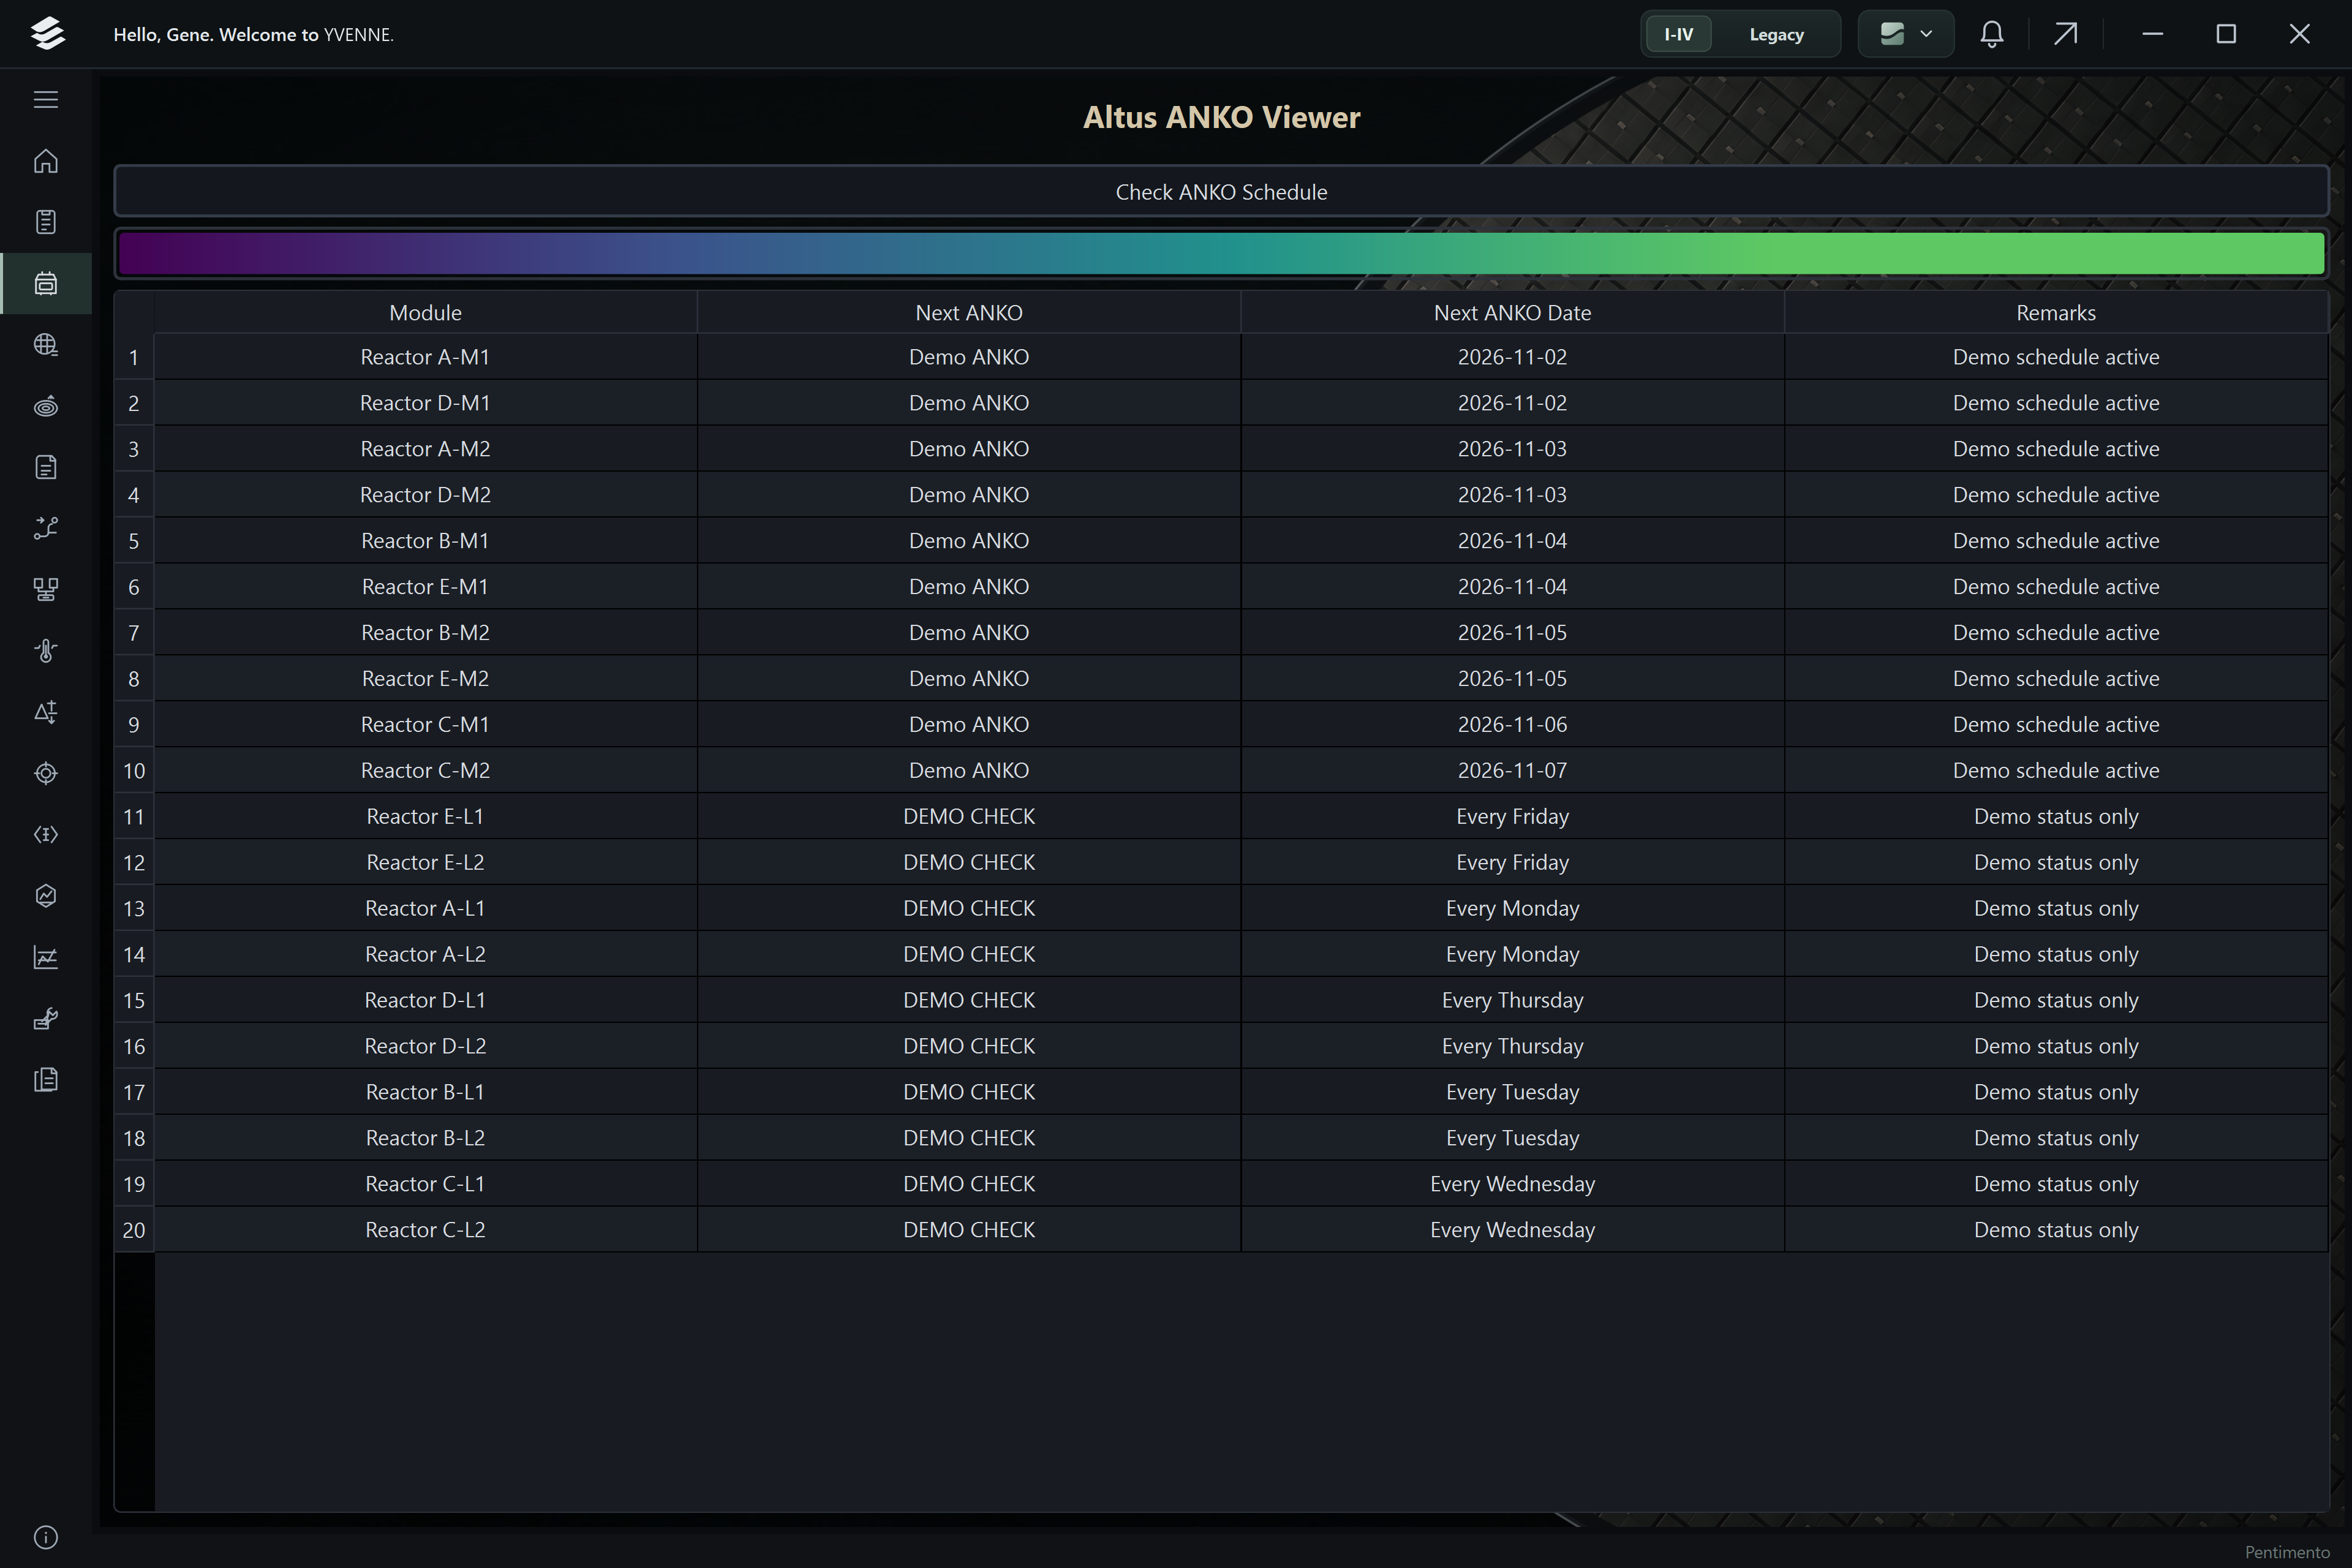 Hello, Gene. Welcome to YVENNE.
I-IV
Legacy
Altus ANKO Viewer
Check ANKO Schedule
Module Next ANKO Next ANKO Date Remarks
1 Reactor A-M1 Demo ANKO 2026-11-02 Demo schedule active
2 Reactor D-M1 Demo ANKO 2026-11-02 Demo schedule active
3 Reactor A-M2 Demo ANKO 2026-11-03 Demo schedule active
4 Reactor D-M2 Demo ANKO 2026-11-03 Demo schedule active
5 Reactor B-M1 Demo ANKO 2026-11-04 Demo schedule active
6 Reactor E-M1 Demo ANKO 2026-11-04 Demo schedule active
7 Reactor B-M2 Demo ANKO 2026-11-05 Demo schedule active
8 Reactor E-M2 Demo ANKO 2026-11-05 Demo schedule active
9 Reactor C-M1 Demo ANKO 2026-11-06 Demo schedule active
10 Reactor C-M2 Demo ANKO 2026-11-07 Demo schedule active
11 Reactor E-L1 DEMO CHECK Every Friday Demo status only
12 Reactor E-L2 DEMO CHECK Every Friday Demo status only
13 Reactor A-L1 DEMO CHECK Every Monday Demo status only
14 Reactor A-L2 DEMO CHECK Every Monday Demo status only
15 Reactor D-L1 DEMO CHECK Every Thursday Demo status only
16 Reactor D-L2 DEMO CHECK Every Thursday Demo status only
17 Reactor B-L1 DEMO CHECK Every Tuesday Demo status only
18 Reactor B-L2 DEMO CHECK Every Tuesday Demo status only
19 Reactor C-L1 DEMO CHECK Every Wednesday Demo status only
20 Reactor C-L2 DEMO CHECK Every Wednesday Demo status only
Pentimento